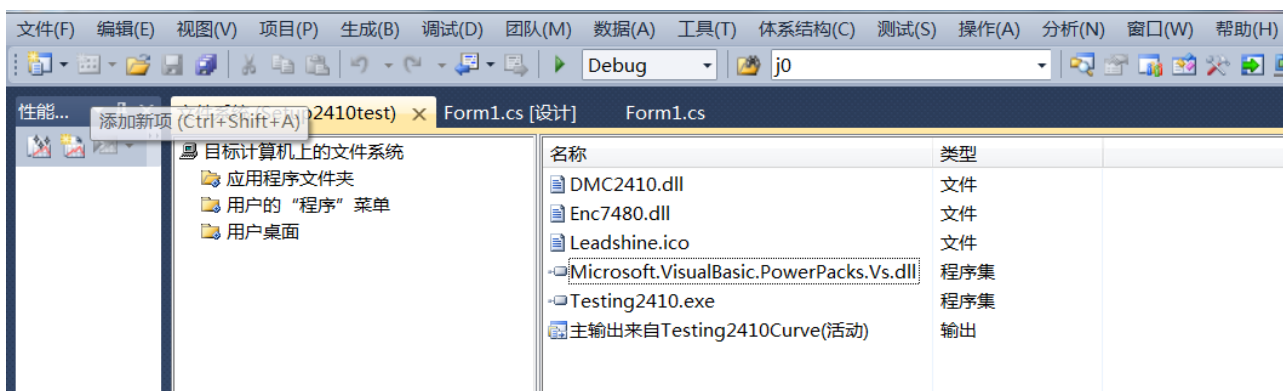 文件(F) 编辑(E) 视图(V) 项目(P) 生成(B) 调试(D) 团队(M) 数据(A) 工具(T) 体系结构(C) 测试(S) 操作(A) 分析(N) 窗口(W) 帮助(H)
Debug j0
性能... 2410test) Form1.cs [设计] Form1.cs
添加新项 (Ctrl+Shift+A)
目标计算机上的文件系统
应用程序文件夹
用户的“程序”菜单
用户桌面
名称 类型
DMC2410.dll 文件
Enc7480.dll 文件
Leadshine.ico 文件
Microsoft.VisualBasic.PowerPacks.Vs.dll 程序集
Testing2410.exe 程序集
主输出来自Testing2410Curve(活动) 输出